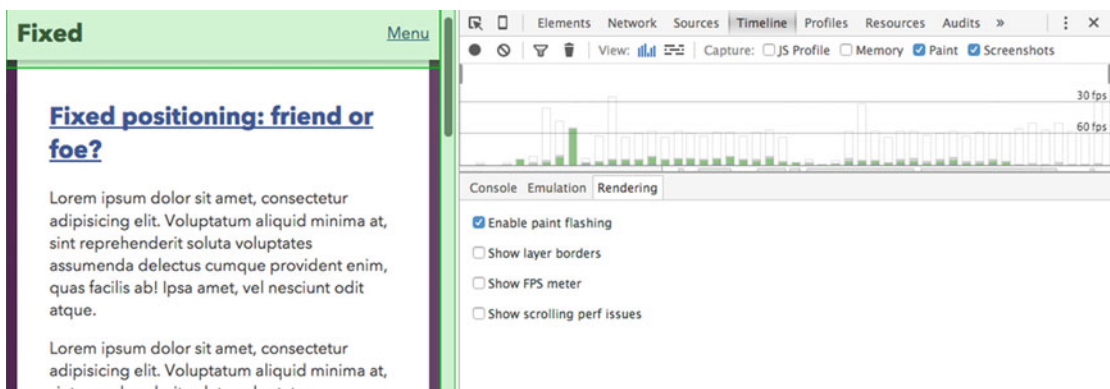 Fixed
Menu
Fixed positioning: friend or
foe?
Lorem ipsum dolor sit amet, consectetur
adipisicing elit. Voluptatum aliquid minima at,
sint reprehenderit soluta voluptates
assumenda delectus cumque provident enim,
quas facilis ab! Ipsa amet, vel nesciunt odit
atque.
Lorem ipsum dolor sit amet, consectetur
adipisicing elit. Voluptatum aliquid minima at,
Elements Network Sources Timeline Profiles Resources Audits »
View: Capture: JS Profile Memory Paint Screenshots
30 fps
60 fps
Console Emulation Rendering
Enable paint flashing
Show layer borders
Show FPS meter
Show scrolling perf issues